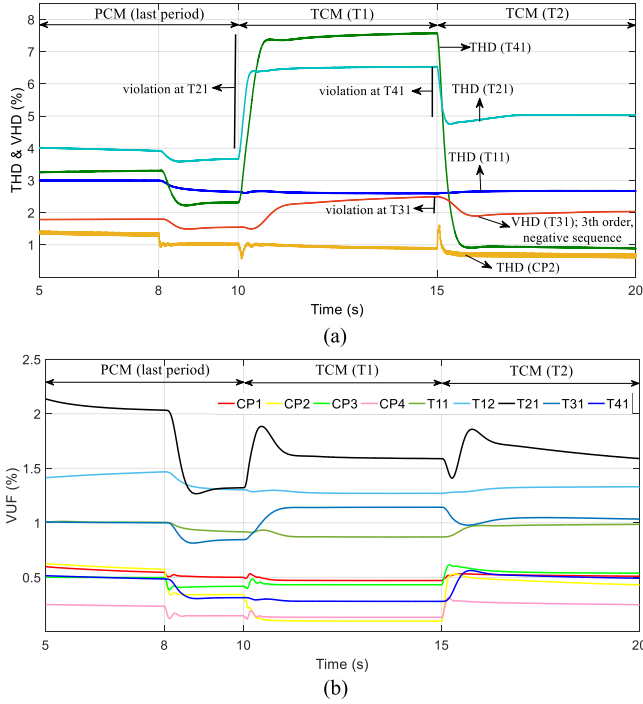 PCM (last period) TCM (T1) TCM (T2)
8
7
6
5
4
3
2
1
THD & VHD (%)
THD (T41)
violation at T21
violation at T41
THD (T21)
THD (T11)
violation at T31
VHD (T31); 3th order,
negative sequence
THD (CP2)
5 8 10 15 20
Time (s)
(a)
2.5
2
1.5
1
0.5
VUF (%)
PCM (last period) TCM (T1) TCM (T2)
CP1 CP2 CP3 CP4 T11 T12 T21 T31 T41
5 8 10 15 20
Time (s)
(b)